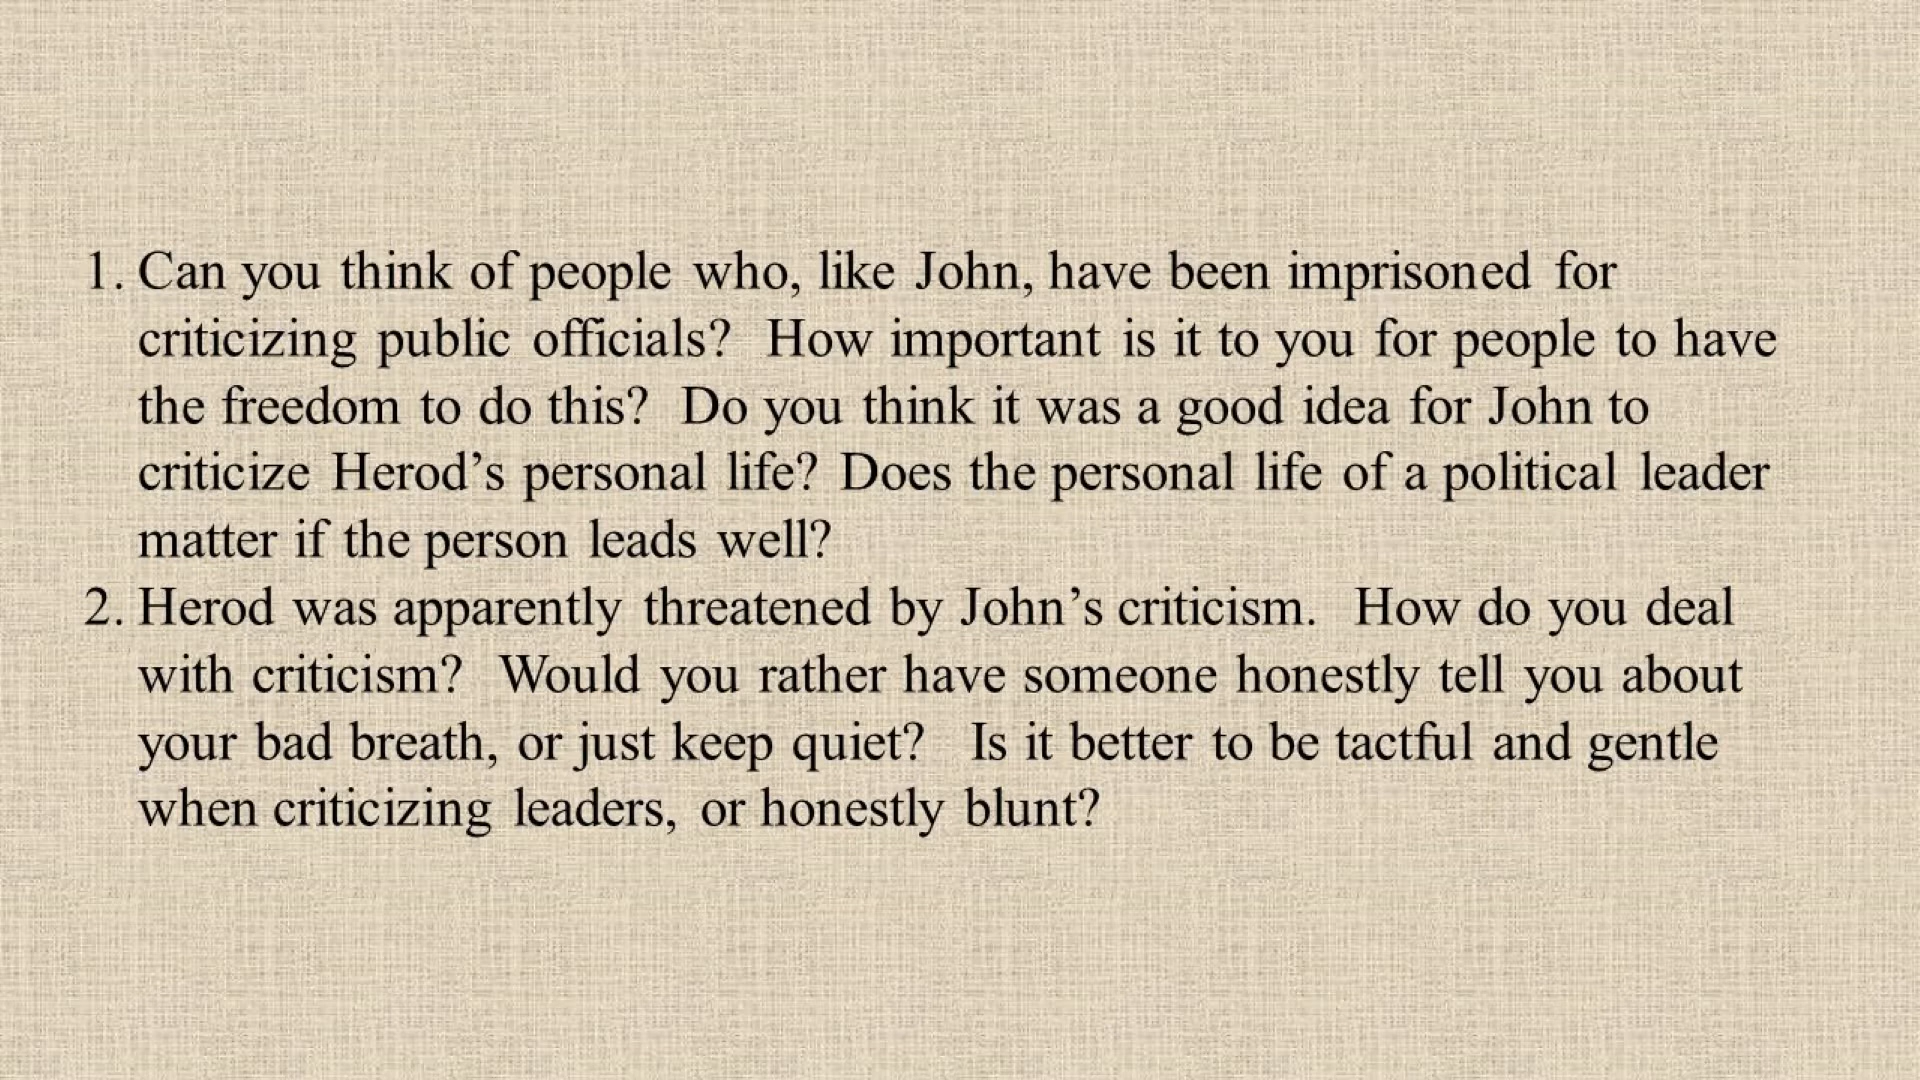 1. Can you think of people who, like John, have been imprisoned for
criticizing public officials? How important is it to you for people to have
the freedom to do this? Do you think it was a good idea for John to
criticize Herod’s personal life? Does the personal life of a political leader
matter if the person leads well?
2. Herod was apparently threatened by John’s criticism. How do you deal
with criticism? Would you rather have someone honestly tell you about
your bad breath, or just keep quiet? Is it better to be tactful and gentle
when criticizing leaders, or honestly blunt?